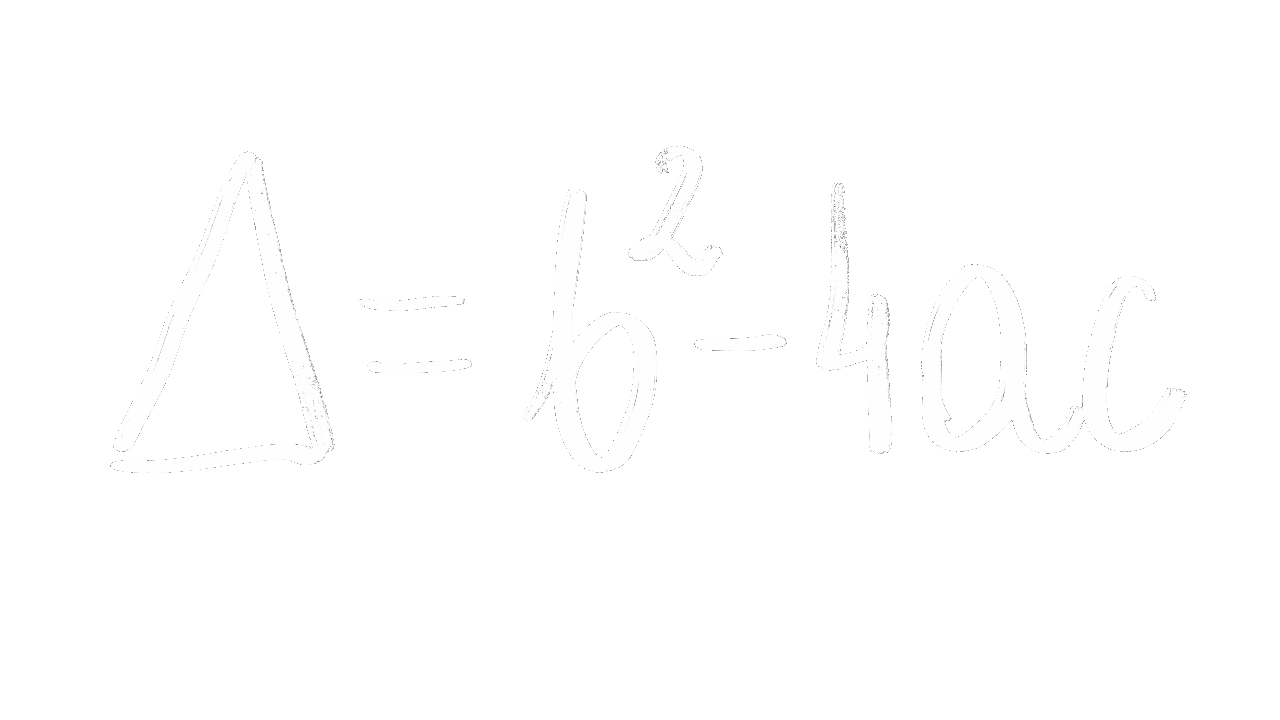 Δ = b² - 4ac